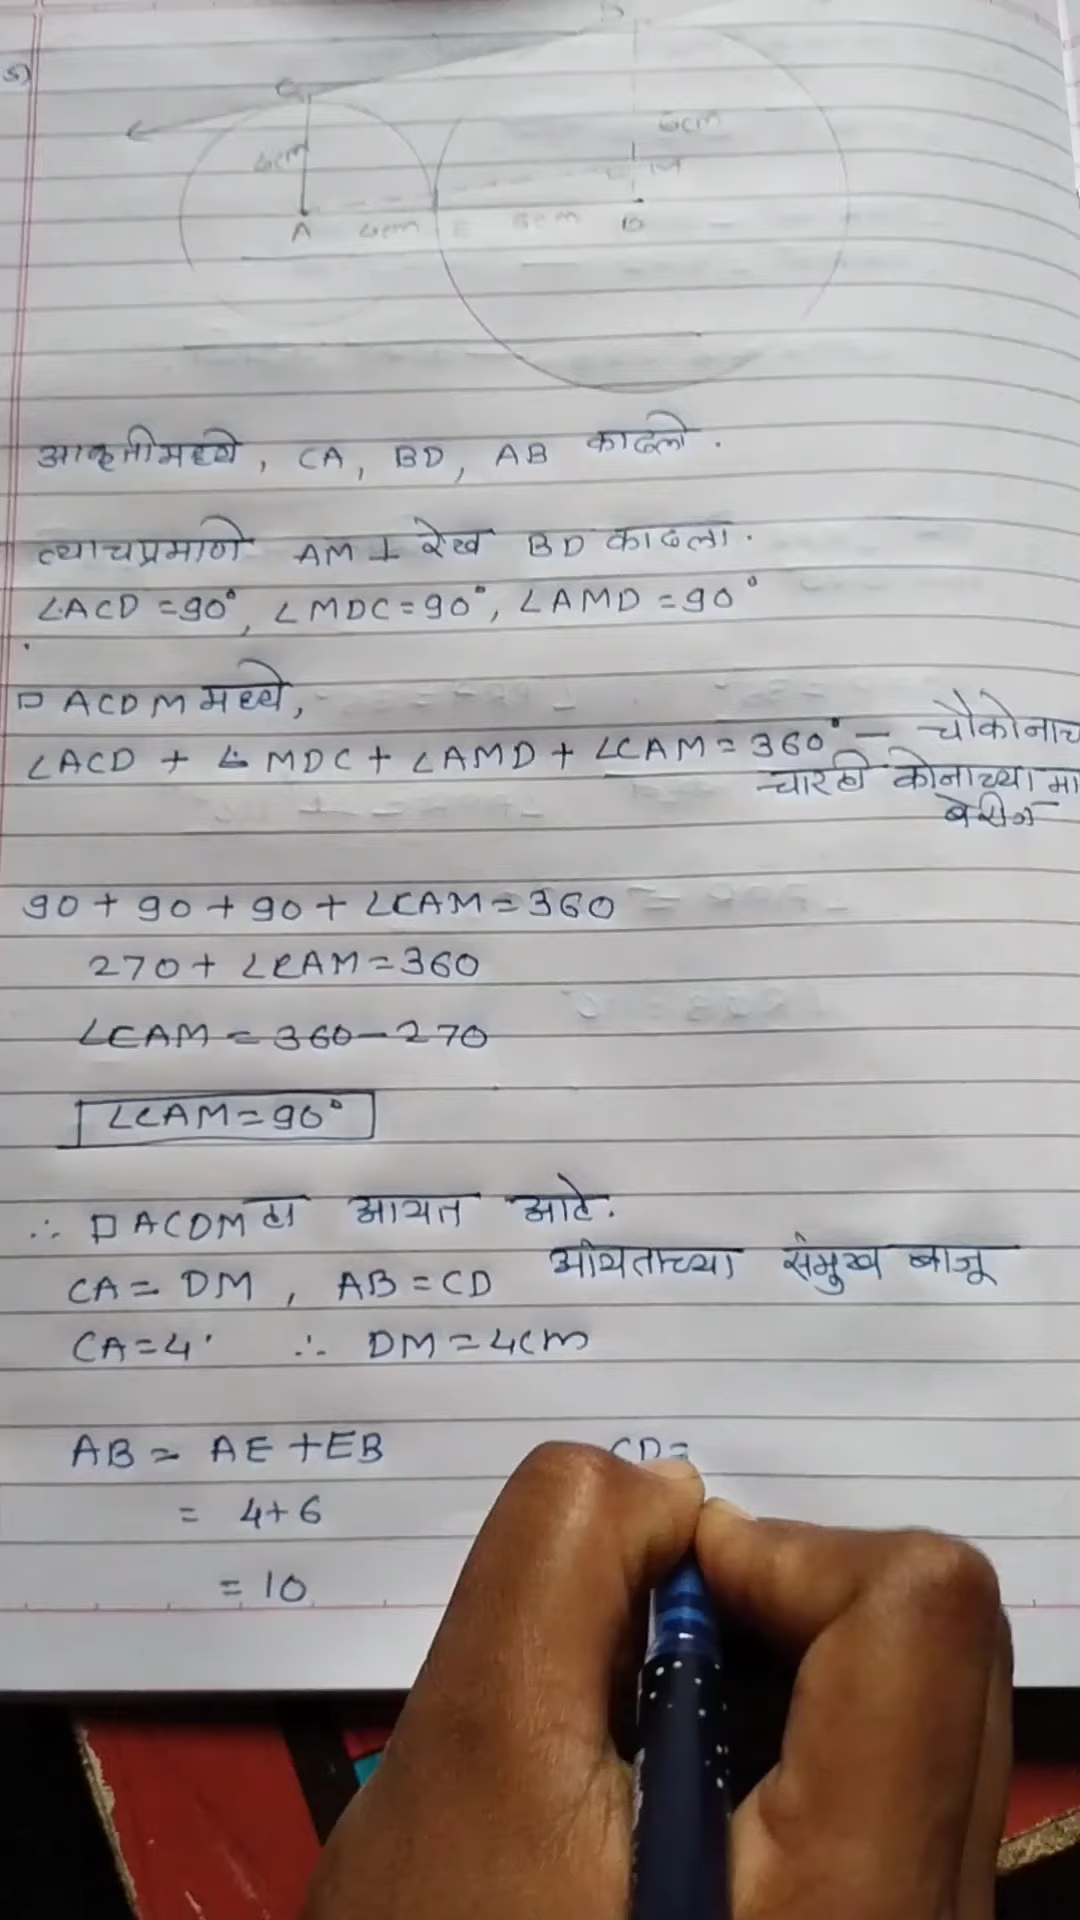 5)
C
4cm
6cm
M
A 4cm E 6cm B
आकृतीमध्ये, CA, BD, AB काढले.
त्याचप्रमाणे AM ⊥ रेख BD काढला.
∠ACD = 90°, ∠MDC = 90°, ∠AMD = 90°
□ ACDM मध्ये,
∠ACD + ∠MDC + ∠AMD + ∠CAM = 360° - चौकोनाच
चारही कोनाच्या मा
बेरीज
90 + 90 + 90 + ∠CAM = 360
270 + ∠CAM = 360
∠CAM = 360 - 270
∠CAM = 90°
∴ □ ACDM हा आयत आहे.
CA = DM, AB = CD आयताच्या संमुख बाजू
CA = 4 ∴ DM = 4cm
AB = AE + EB CD =
= 4 + 6
= 10